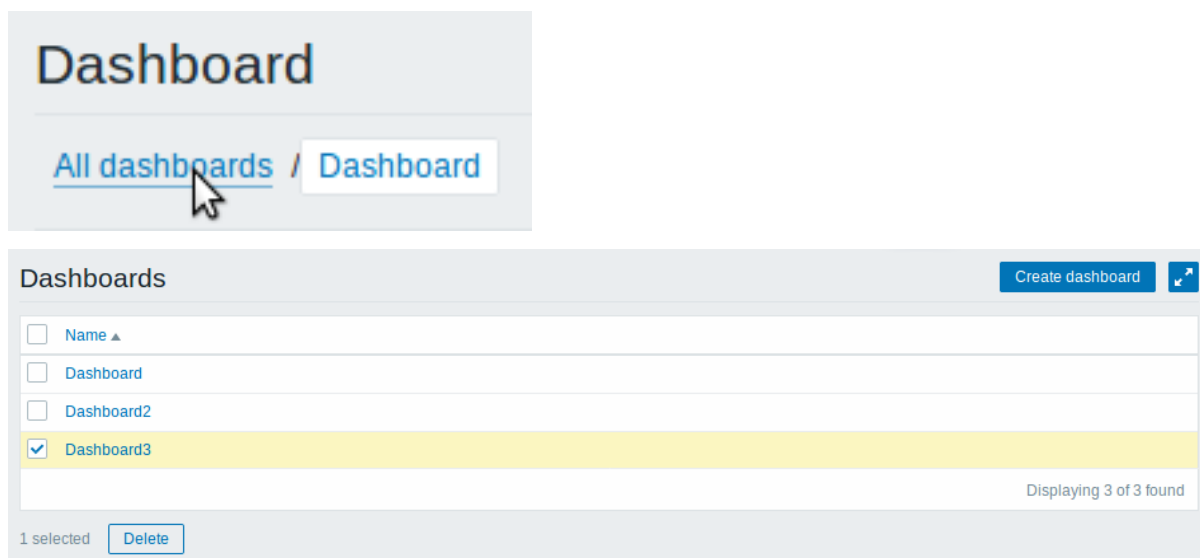 Dashboard
All dashboards / Dashboard
Dashboards Create dashboard
Name
Dashboard
Dashboard2
Dashboard3
Displaying 3 of 3 found
1 selected Delete